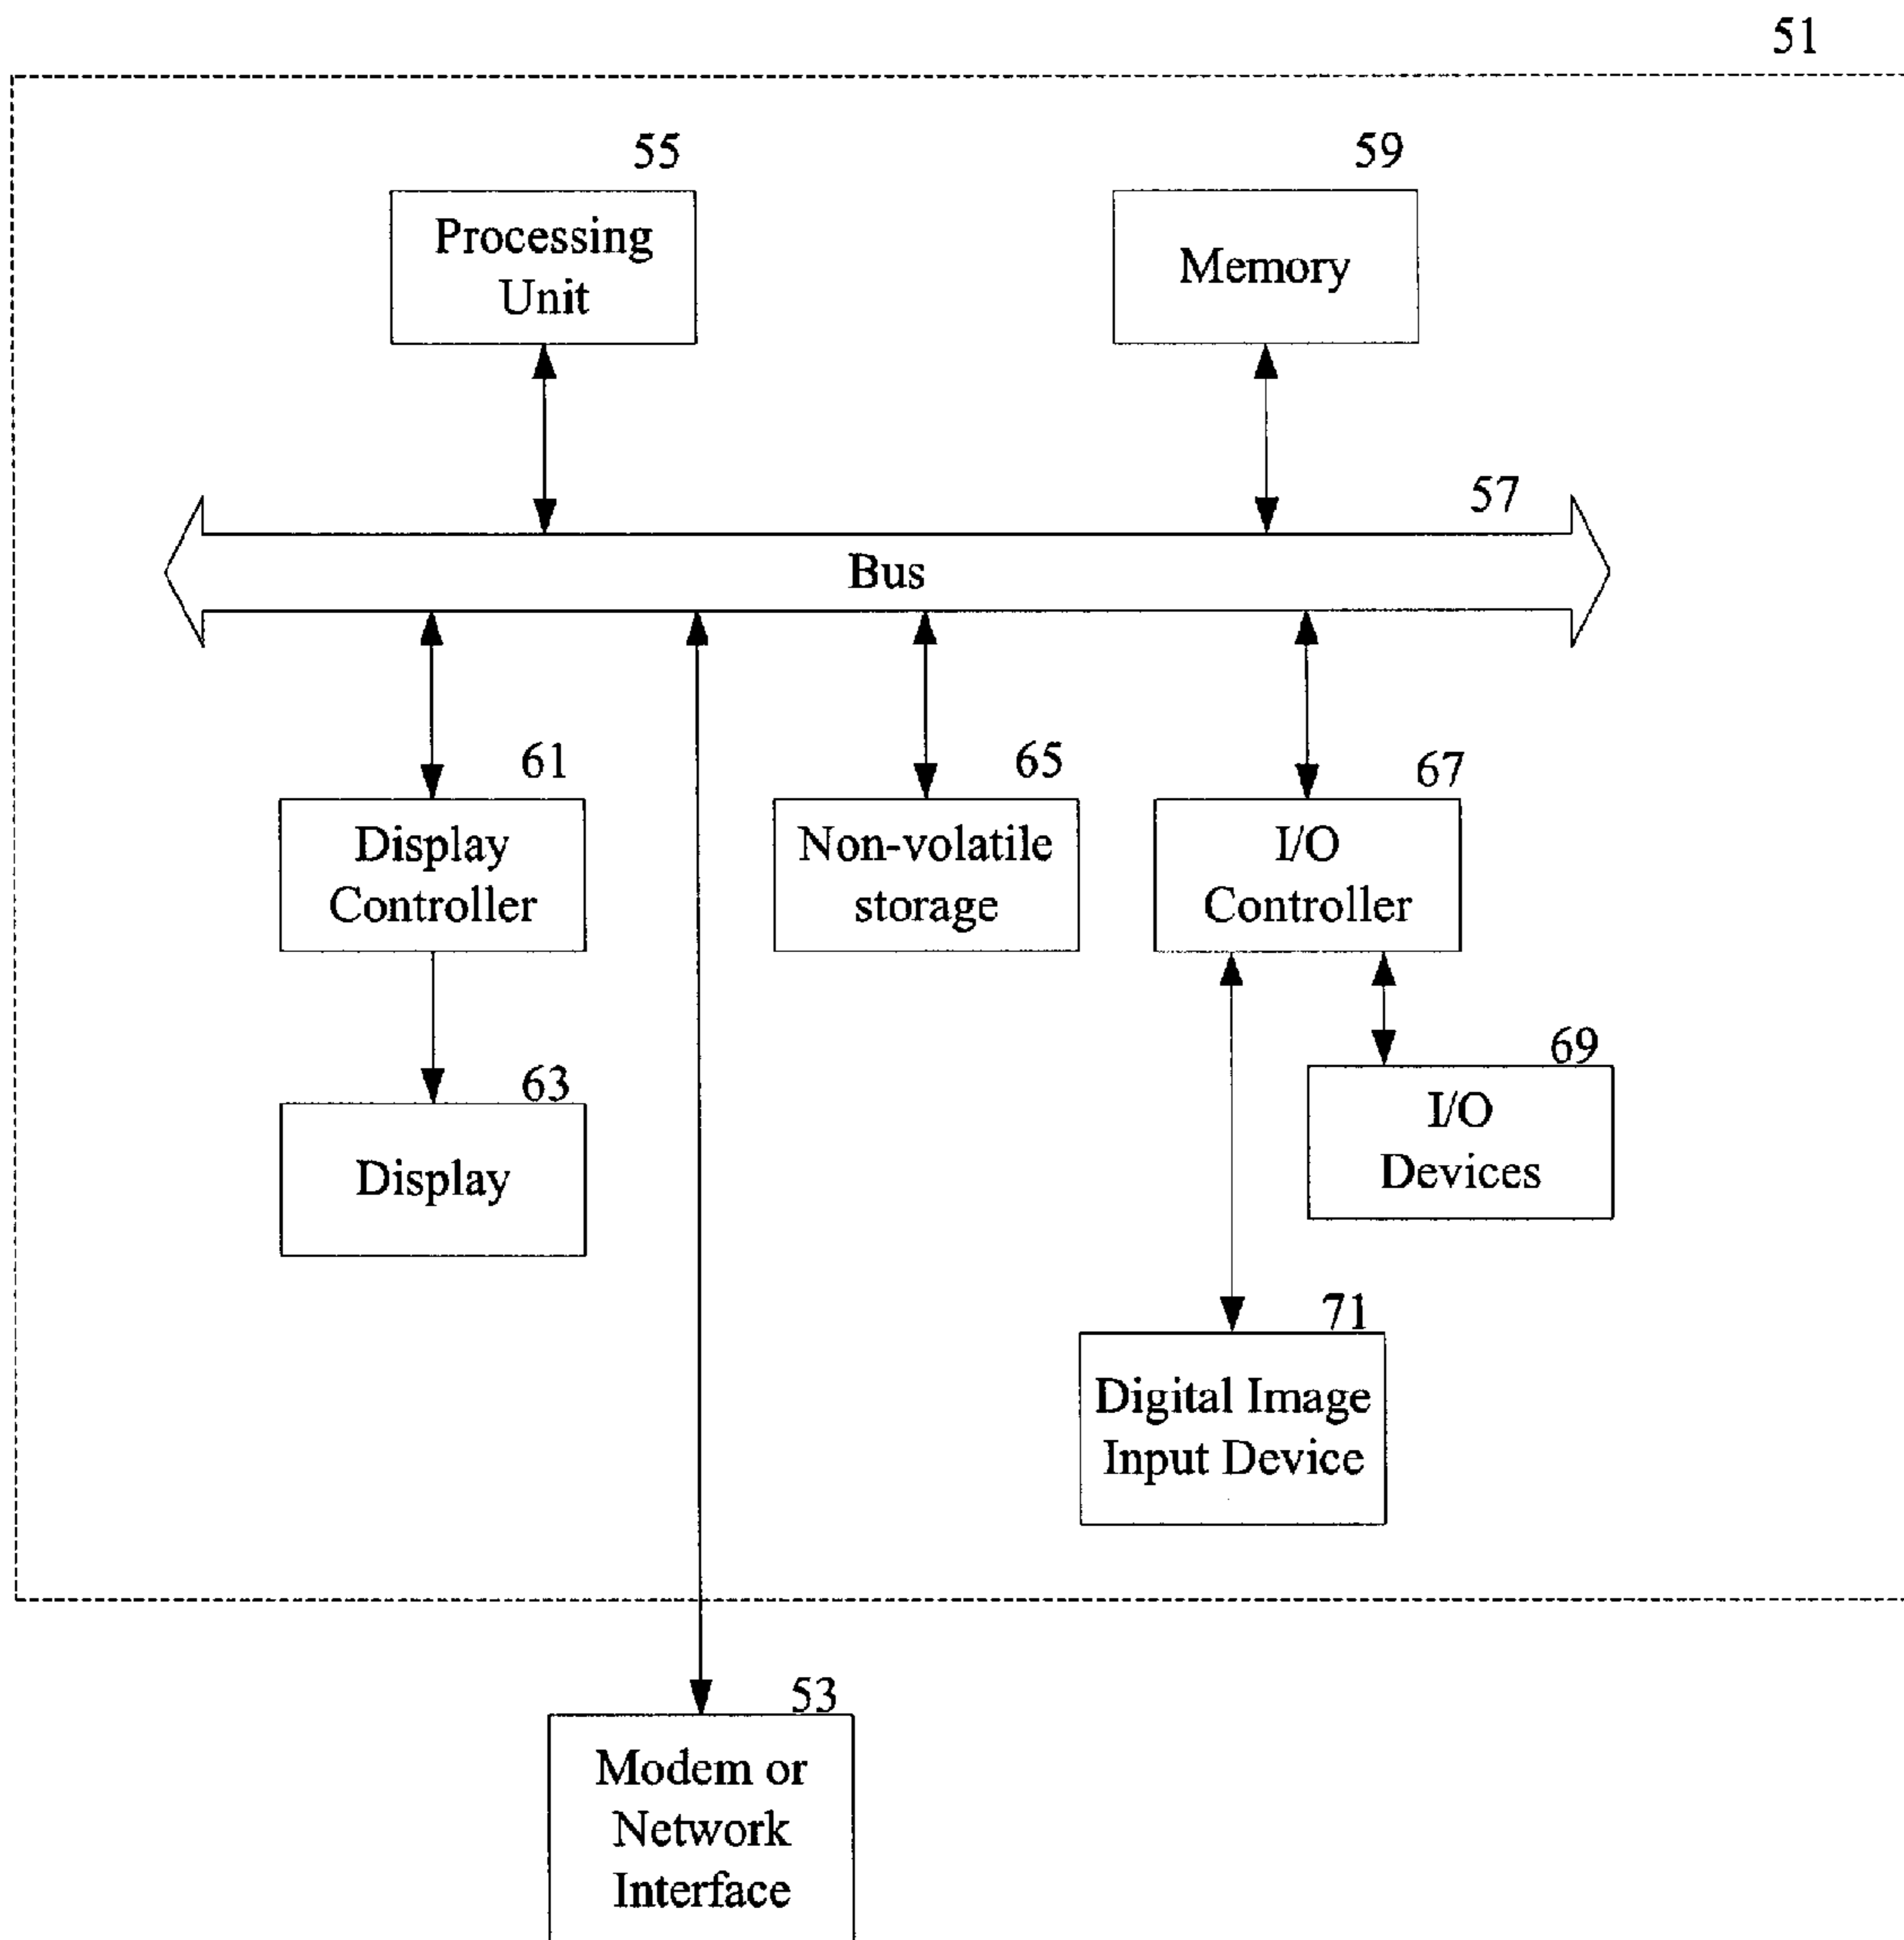 51
55
59
Processing
Unit
Memory
57
Bus
61
65
67
Display
Controller
Non-volatile
storage
I/O
Controller
63
69
Display
I/O
Devices
71
Digital Image
Input Device
53
Modem or
Network
Interface